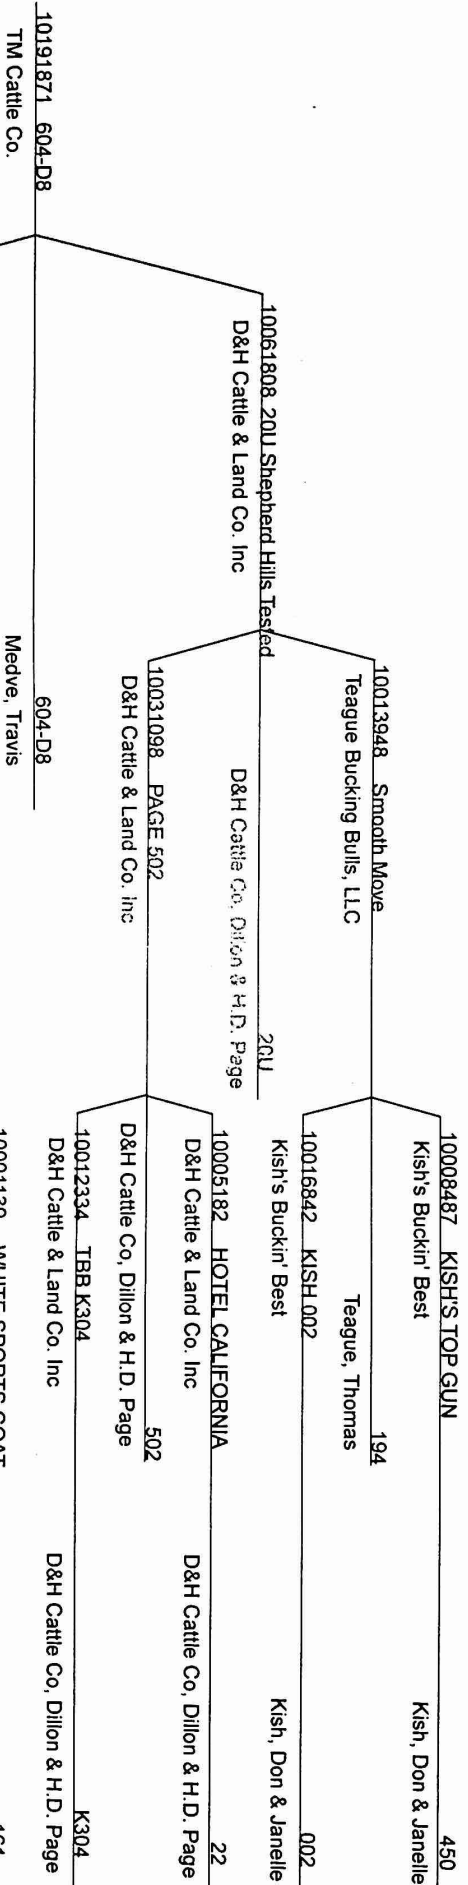 10008487 KISH'S TOP GUN 450
Kish's Buckin' Best Kish, Don & Janelle
10013948 Smooth Move 194
Teague Bucking Bulls, LLC Teague, Thomas
10016842 KISH 002 002
Kish's Buckin' Best Kish, Don & Janelle
10061808 20U Shepherd Hills Tested 20U
D&H Cattle & Land Co. Inc D&H Cattle Co, Dillon & H.D. Page
10005182 HOTEL CALIFORNIA 22
D&H Cattle & Land Co. Inc D&H Cattle Co, Dillon & H.D. Page
10031098 PAGE 502 502
D&H Cattle & Land Co. Inc D&H Cattle Co, Dillon & H.D. Page
10012334 TBB K304 K304
D&H Cattle & Land Co. Inc D&H Cattle Co, Dillon & H.D. Page
10191871 604-D8 604-D8
TM Cattle Co. Medve, Travis
10001130 WHITE SPORTS COAT